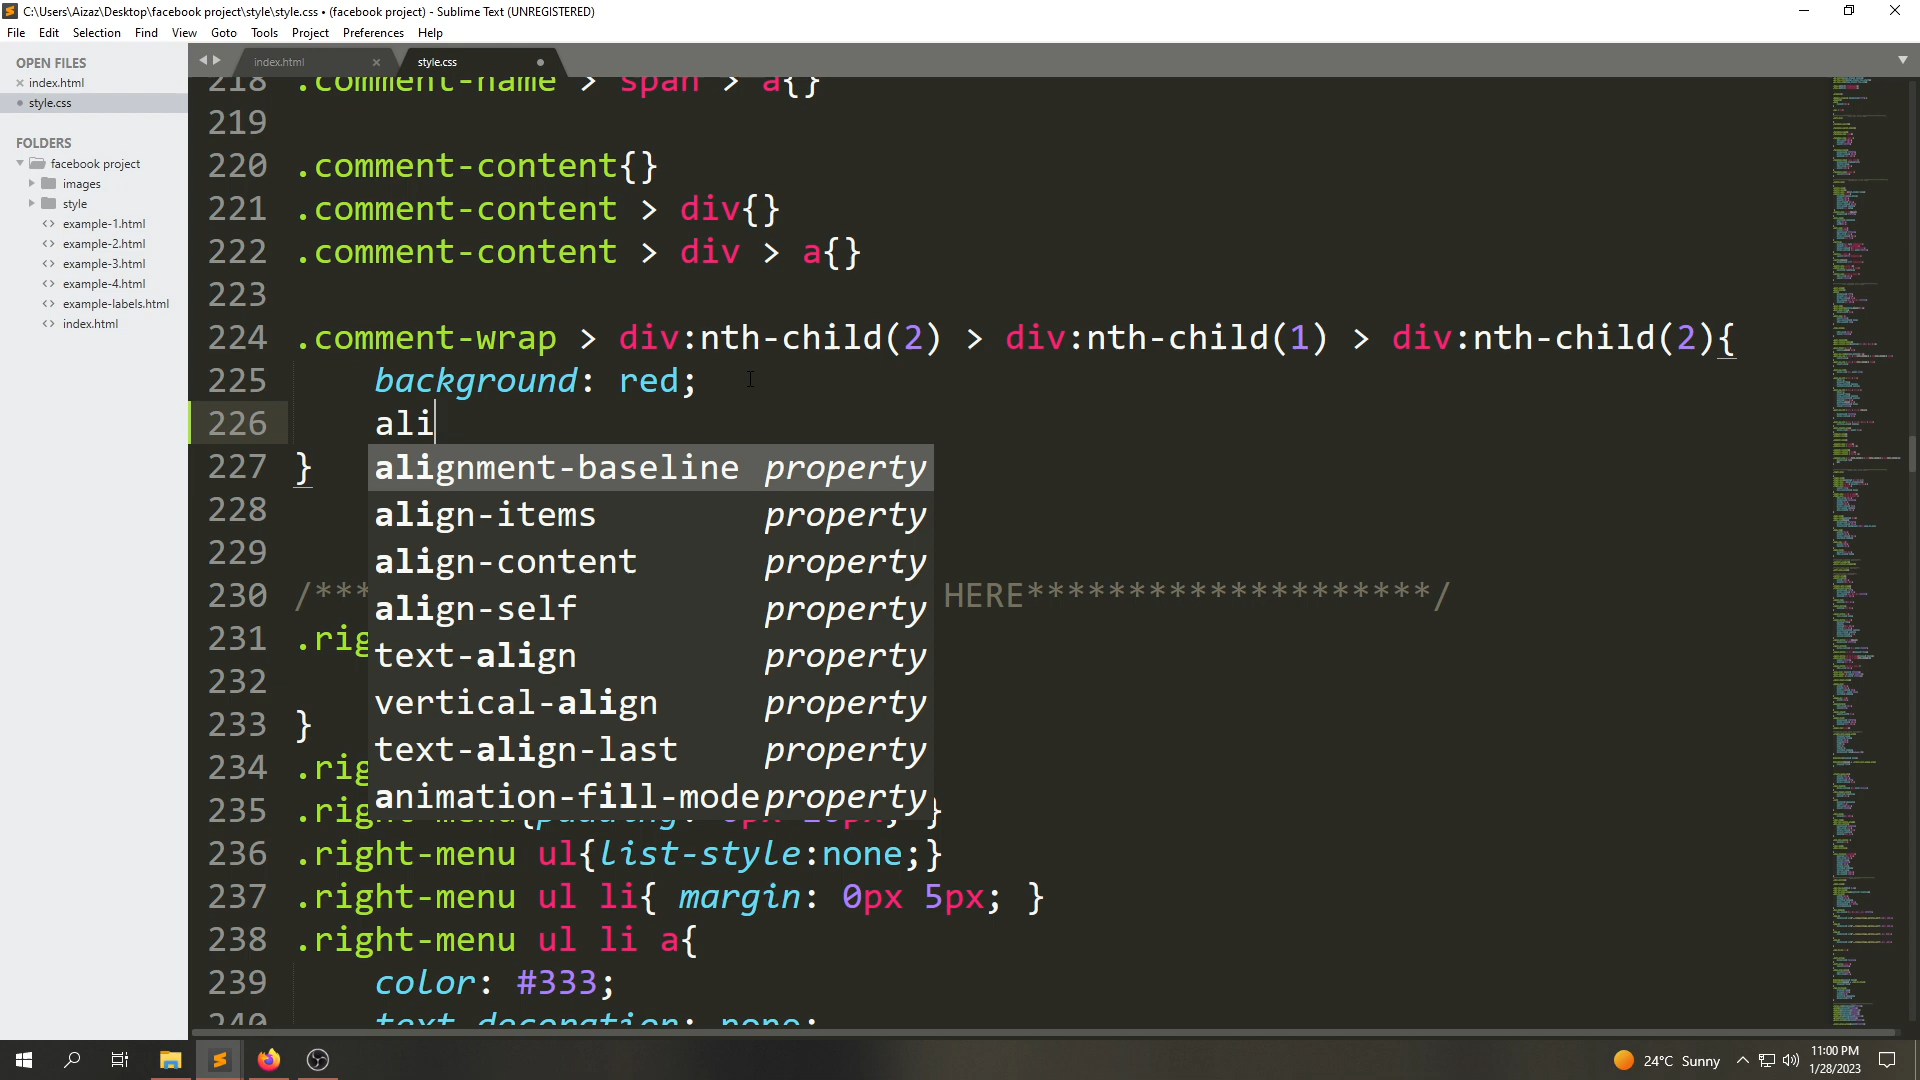 C:\Users\Aizaz\Desktop\facebook project\style\style.css • (facebook project) - Sublime Text (UNREGISTERED)
File Edit Selection Find View Goto Tools Project Preferences Help
OPEN FILES
index.html
style.css
FOLDERS
facebook project
images
style
example-1.html
example-2.html
example-3.html
example-4.html
example-labels.html
index.html
index.html style.css
218 .comment-name > span > a{}
219
220 .comment-content{}
221 .comment-content > div{}
222 .comment-content > div > a{}
223
224 .comment-wrap > div:nth-child(2) > div:nth-child(1) > div:nth-child(2){
225 background: red;
226 ali
227 }
alignment-baseline property
228
align-items property
229
align-content property
230 /*** HERE********************/
align-self property
231 .rig
text-align property
232
vertical-align property
233 }
text-align-last property
234 .rig
animation-fill-mode property
235 .right-menu{padding: 0px }
236 .right-menu ul{list-style:none;}
237 .right-menu ul li{ margin: 0px 5px; }
238 .right-menu ul li a{
239 color: #333;
240 text-decoration: none;
24°C Sunny
11:00 PM
1/28/2023